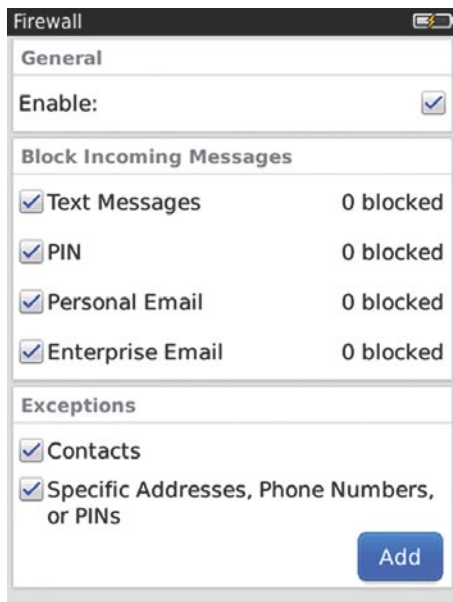 Firewall
General
Enable:
Block Incoming Messages
Text Messages 0 blocked
PIN 0 blocked
Personal Email 0 blocked
Enterprise Email 0 blocked
Exceptions
Contacts
Specific Addresses, Phone Numbers,
or PINs
Add